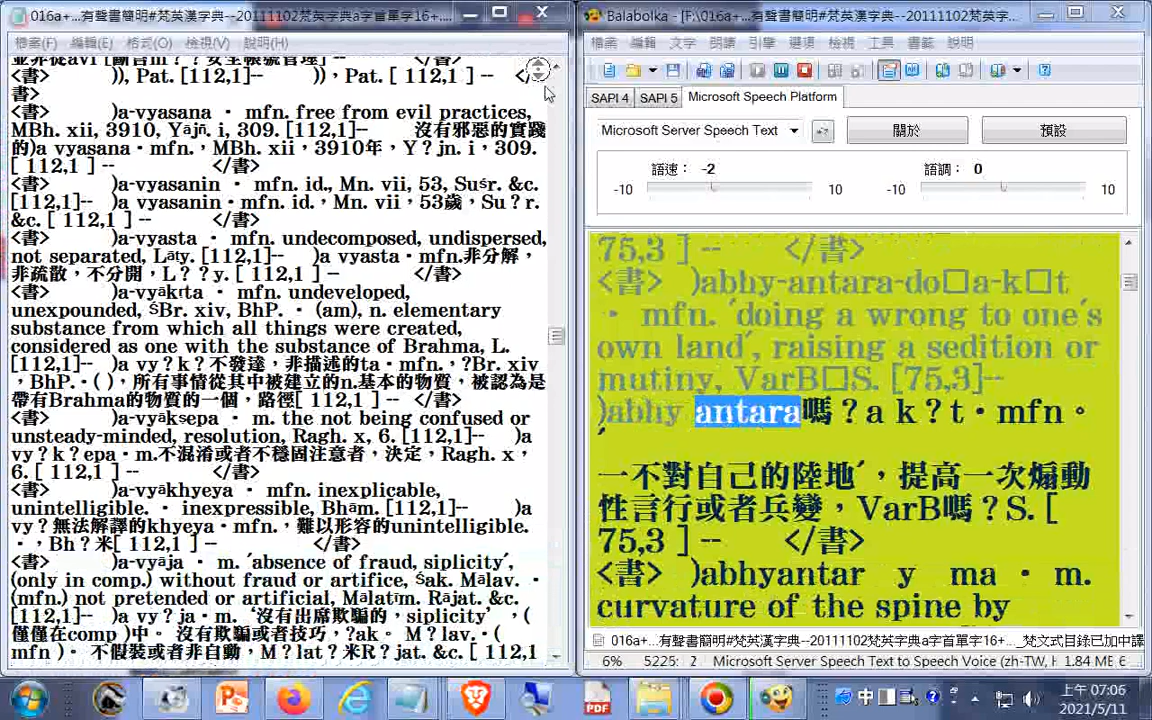 016a+...有聲書簡明#梵英漢字典--20111102梵英字典a字首單字16+...
檔案(F) 編輯(E) 格式(O) 檢視(V) 說明(H)
<書> )), Pat. [112,1]-- )), Pat. [ 112,1 ] -- </
書>
<書> )a-vyasana · mfn. free from evil practices,
MBh. xii, 3910, Yājñ. i, 309. [112,1]-- 沒有邪惡的實踐
的)a vyasana·mfn.，MBh. xii，3910年，Y？jn. i，309.
[ 112,1 ] -- </書>
<書> )a-vyasanin · mfn. id., Mn. vii, 53, Suśr. &c.
[112,1]-- )a vyasanin·mfn. id.，Mn. vii，53歲，Su？r.
&c. [ 112,1 ] -- </書>
<書> )a-vyasta · mfn. undecomposed, undispersed,
not separated, Lāṭy. [112,1]-- )a vyasta·mfn.非分解，
非疏散，不分開，L？？y. [ 112,1 ] -- </書>
<書> )a-vyākṛta · mfn. undeveloped,
unexpounded, ŚBr. xiv, BhP. · (am), n. elementary
substance from which all things were created,
considered as one with the substance of Brahma, L.
[112,1]-- )a vy？k？不發達，非描述的ta·mfn.，?Br. xiv
，BhP.·( )，所有事情從其中被建立的n.基本的物質，被認為是
帶有Brahma的物質的一個，路徑[ 112,1 ] -- </書>
<書> )a-vyākṣepa · m. the not being confused or
unsteady-minded, resolution, Ragh. x, 6. [112,1]-- )a
vy？k？epa·m.不混淆或者不穩固注意者，決定，Ragh. x，
6. [ 112,1 ] -- </書>
<書> )a-vyākhyeya · mfn. inexplicable,
unintelligible. · inexpressible, Bhām. [112,1]-- )a
vy？無法解譯的khyeya·mfn.，難以形容的unintelligible.
·，Bh？米[ 112,1 ] -- </書>
<書> )a-vyāja · m. 'absence of fraud, siplicity',
(only in comp.) without fraud or artifice, Śak. Mālav. ·
(mfn.) not pretended or artificial, Mālatīm. Rājat. &c.
[112,1]-- )a vy？ja·m.‘沒有出席欺騙的，siplicity’，(
僅僅在comp )中。 沒有欺騙或者技巧，?ak. M？lav.·(
mfn )。 不假裝或者非自動，M？lat？米R？jat. &c. [ 112,1
Balabolka - [F:\016a+...有聲書簡明#梵英漢字典--20111102梵英字...
檔案 編輯 文字 朗讀 引擎 選項 檢視 工具 書籤 說明
SAPI 4 SAPI 5 Microsoft Speech Platform
Microsoft Server Speech Text 關於 預設
語速： -2 語調： 0
-10 10 -10 10
75,3 ] -- </書>
<書> )abhy-antara-do□a-k□t
· mfn. 'doing a wrong to one's
own land', raising a sedition or
mutiny, VarB□S. [75,3]--
)abhy antara嗎？a k？t·mfn。
‘
一不對自己的陸地’，提高一次煽動
性言行或者兵變，VarB嗎？S. [
75,3 ] -- </書>
<書> )abhyantar y ma · m.
curvature of the spine by
016a+...有聲書簡明#梵英漢字典--20111102梵英字典a字首單字16+..._梵文式目錄已加中譯
6% 5225: 2 Microsoft Server Speech Text to Speech Voice (zh-TW, H 1.84 MB 6
中
上午 07:06
2021/5/11